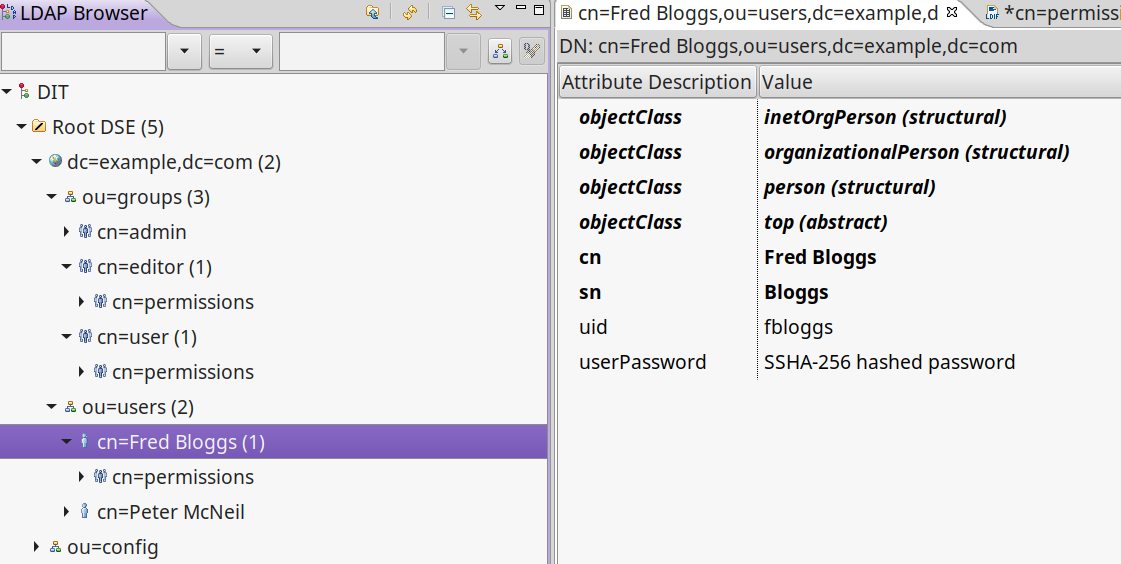 LDAP Browser
=
DIT
Root DSE (5)
dc=example,dc=com (2)
ou=groups (3)
cn=admin
cn=editor (1)
cn=permissions
cn=user (1)
cn=permissions
ou=users (2)
cn=Fred Bloggs (1)
cn=permissions
cn=Peter McNeil
ou=config
cn=Fred Bloggs,ou=users,dc=example,d
*cn=permissi
DN: cn=Fred Bloggs,ou=users,dc=example,dc=com
Attribute Description Value
objectClass inetOrgPerson (structural)
objectClass organizationalPerson (structural)
objectClass person (structural)
objectClass top (abstract)
cn Fred Bloggs
sn Bloggs
uid fbloggs
userPassword SSHA-256 hashed password